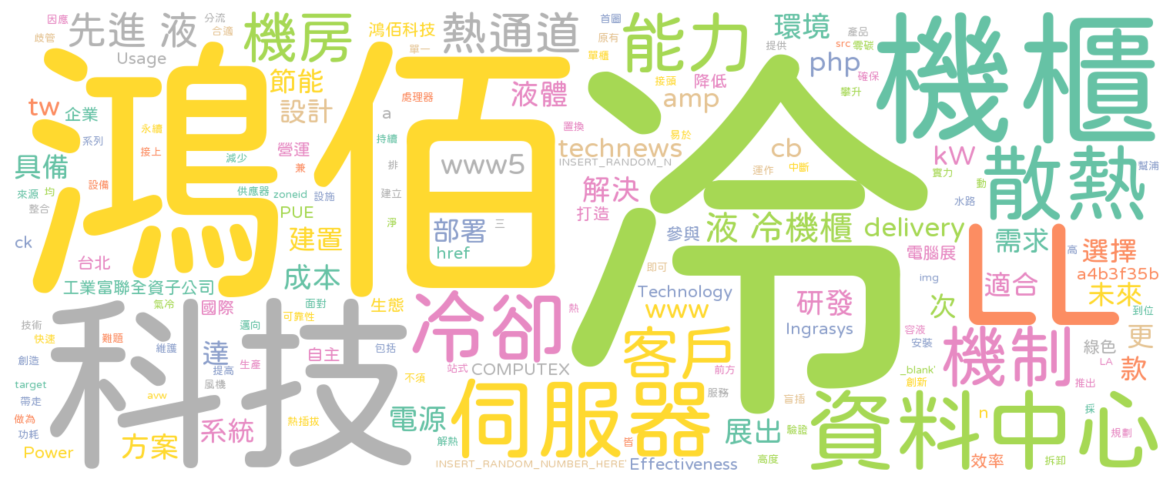 因應
分流
先進 液
合適
歧管
Usage
機房
鴻佰科技
單一
熱通道
首圖
原有
單櫃
能力
環境
提供
產品
src
零碳
php
確保
攀升
機櫃
鴻佰
冷
tw
企業
節能
設計
處理器
a
液體
接頭
降低
amp
置換
易於
永續
系列
接上
減少
營運
兼
持續
排
www5
technews
INSERT_RANDOM_N
cb
運作
中斷
kW
實力
動
幫浦
水路
散熱
具備
來源
均
整合
設備
供應器
zoneid
設施
PUE
建立
淨
三
解決
打造
ck
建置
部署
href
參與
液 冷機櫃
delivery
需求
高
選擇
台北
工業富聯全資子公司
成本
即可
電腦展
img
適合
a4b3f35b
未來
到位
氣冷
國際
面對
可靠性
生態
熱
Technology
www
研發
Ingrasys
次
容液
安裝
LL
技術
快速
難題
創造
維護
邁向
達
提高
生產
風機
自主
包括
科技
冷卻
站式
COMPUTEX
客戶
前方
服務
_blank'
創新
機制
LA
推出
綠色
更
款
target
帶走
avw
做為
功耗
Power
方案
系統
熱插拔
不須
電源
解熱
伺服器
皆
盲插
展出
驗證
高度
資料中心
n
效率
採
規劃
拆卸
INSERT_RANDOM_NUMBER_HERE'
Effectiveness